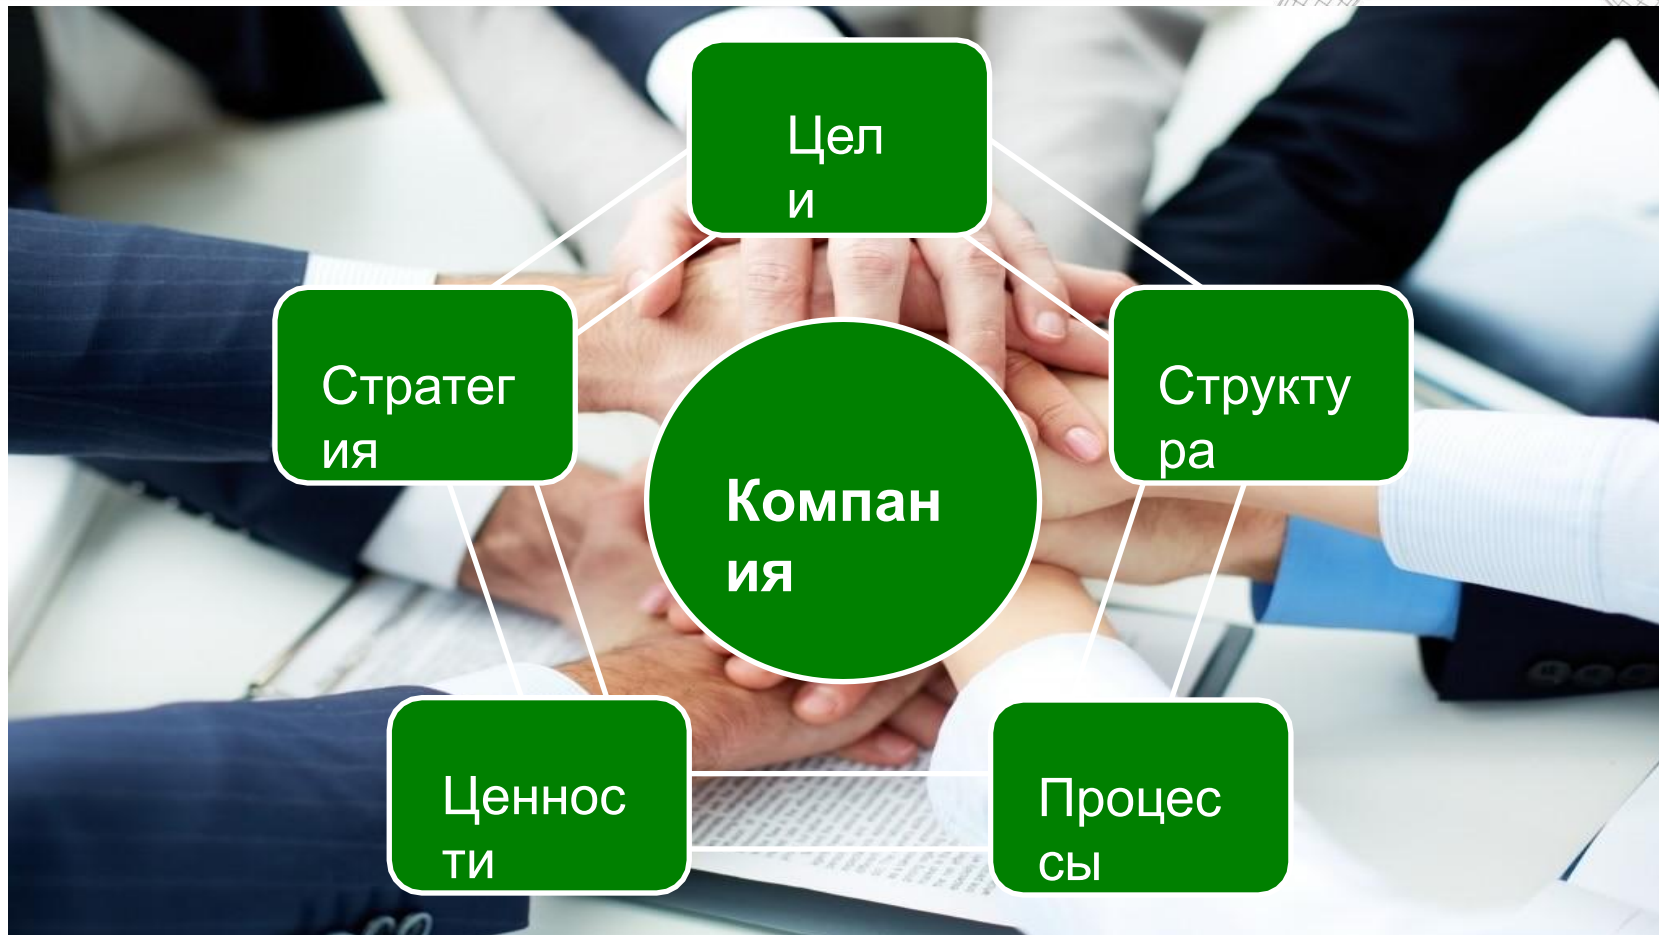 Цел
и
Стратег
ия
Структу
ра
Компан
ия
Ценнос
ти
Процес
сы